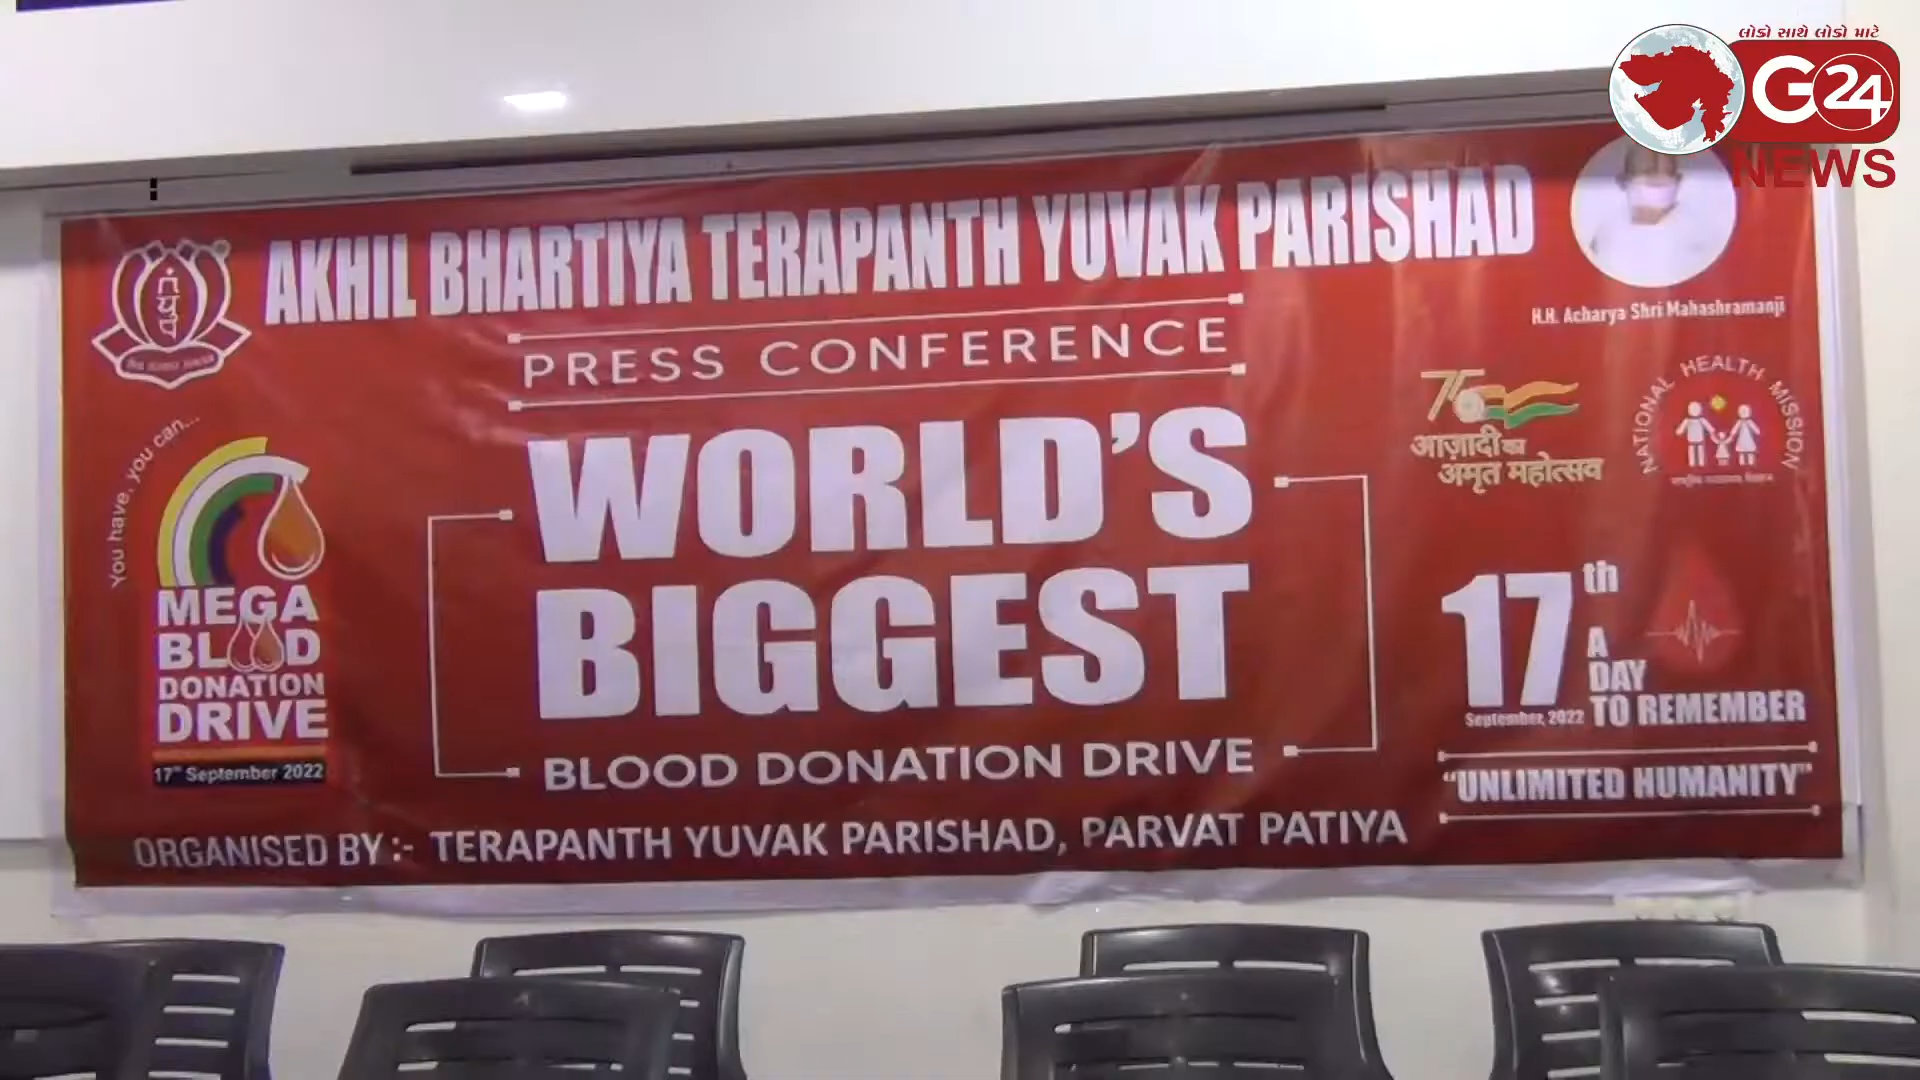 લોકો સાથે લોકો માટે
G24
NEWS
AKHIL BHARTIYA TERAPANTH YUVAK PARISHAD
H.H. Acharya Shri Mahashramanji
PRESS CONFERENCE
WORLD'S
BIGGEST
BLOOD DONATION DRIVE
You have, you can...
MEGA
BLOOD
DONATION
DRIVE
17th September 2022
75
आज़ादी का
अमृत महोत्सव
NATIONAL HEALTH MISSION
17th
September, 2022
A
DAY
TO REMEMBER
"UNLIMITED HUMANITY"
ORGANISED BY :- TERAPANTH YUVAK PARISHAD, PARVAT PATIYA